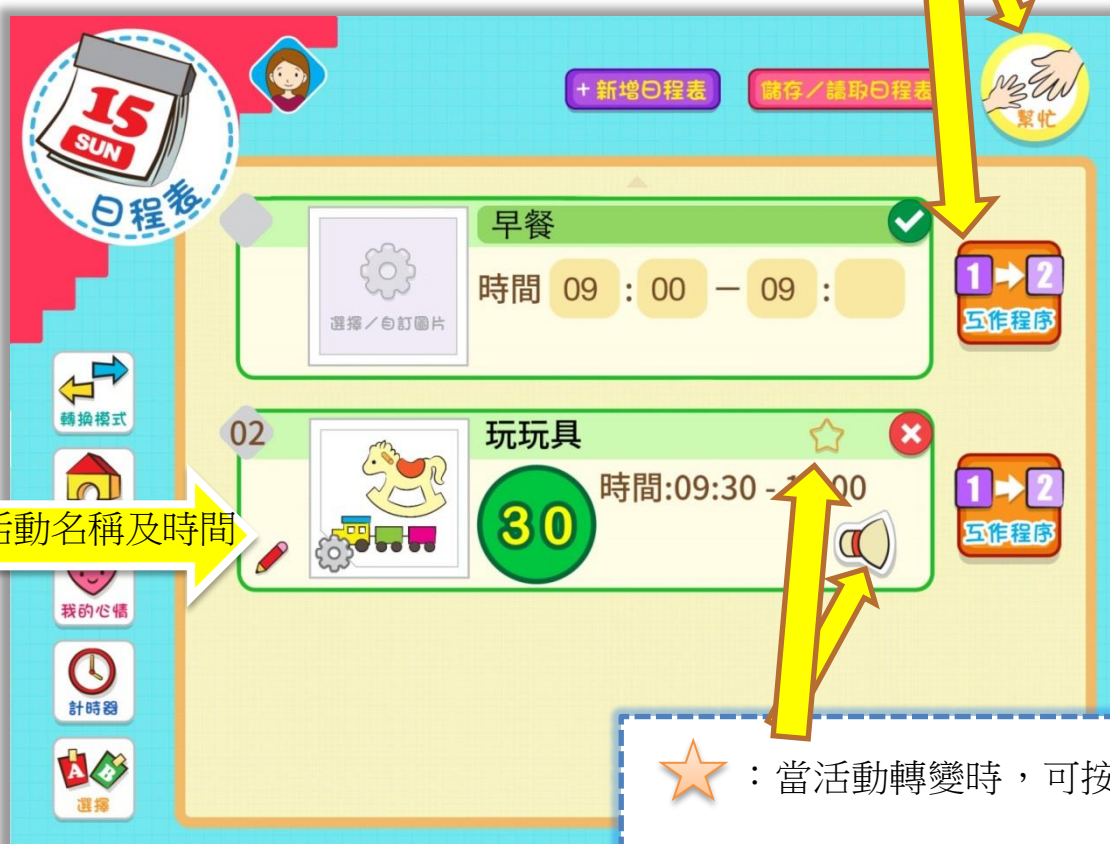 15
SUN
日程表
+新增日程表
儲存／讀取日程表
幫忙
早餐
時間 09 : 00 － 09 :
選擇／自訂圖片
1 2
工作程序
轉換模式
02
玩玩具
時間:09:30 - 1 00
30
1 2
工作程序
活動名稱及時間
我的心情
計時器
A B
選擇
：當活動轉變時，可按